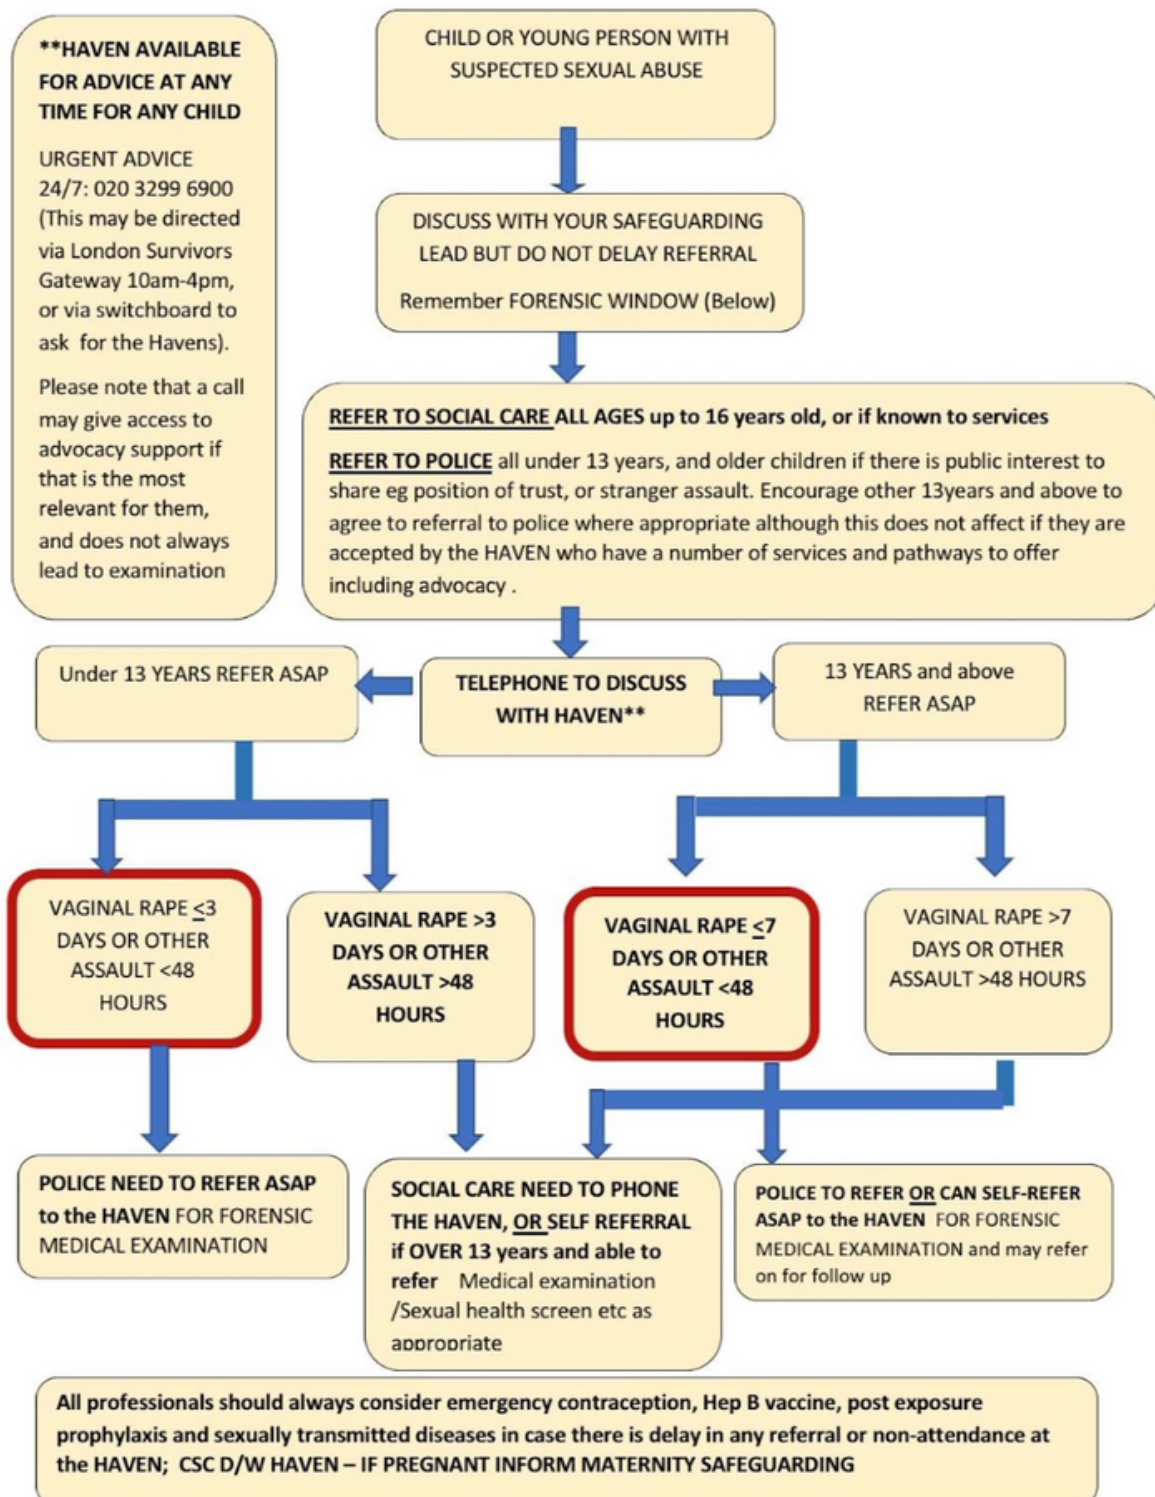 **HAVEN AVAILABLE
FOR ADVICE AT ANY
TIME FOR ANY CHILD
URGENT ADVICE
24/7: 020 3299 6900
(This may be directed
via London Survivors
Gateway 10am-4pm,
or via switchboard to
ask for the Havens).
Please note that a call
may give access to
advocacy support if
that is the most
relevant for them,
and does not always
lead to examination
CHILD OR YOUNG PERSON WITH
SUSPECTED SEXUAL ABUSE
DISCUSS WITH YOUR SAFEGUARDING
LEAD BUT DO NOT DELAY REFERRAL
Remember FORENSIC WINDOW (Below)
REFER TO SOCIAL CARE ALL AGES up to 16 years old, or if known to services
REFER TO POLICE all under 13 years, and older children if there is public interest to
share eg position of trust, or stranger assault. Encourage other 13years and above to
agree to referral to police where appropriate although this does not affect if they are
accepted by the HAVEN who have a number of services and pathways to offer
including advocacy .
Under 13 YEARS REFER ASAP
TELEPHONE TO DISCUSS
WITH HAVEN**
13 YEARS and above
REFER ASAP
VAGINAL RAPE ≤3
DAYS OR OTHER
ASSAULT <48
HOURS
VAGINAL RAPE >3
DAYS OR OTHER
ASSAULT >48
HOURS
VAGINAL RAPE ≤7
DAYS OR OTHER
ASSAULT <48
HOURS
VAGINAL RAPE >7
DAYS OR OTHER
ASSAULT >48 HOURS
POLICE NEED TO REFER ASAP
to the HAVEN FOR FORENSIC
MEDICAL EXAMINATION
SOCIAL CARE NEED TO PHONE
THE HAVEN, OR SELF REFERRAL
if OVER 13 years and able to
refer Medical examination
/Sexual health screen etc as
appropriate
POLICE TO REFER OR CAN SELF-REFER
ASAP to the HAVEN FOR FORENSIC
MEDICAL EXAMINATION and may refer
on for follow up
All professionals should always consider emergency contraception, Hep B vaccine, post exposure
prophylaxis and sexually transmitted diseases in case there is delay in any referral or non-attendance at
the HAVEN; CSC D/W HAVEN – IF PREGNANT INFORM MATERNITY SAFEGUARDING